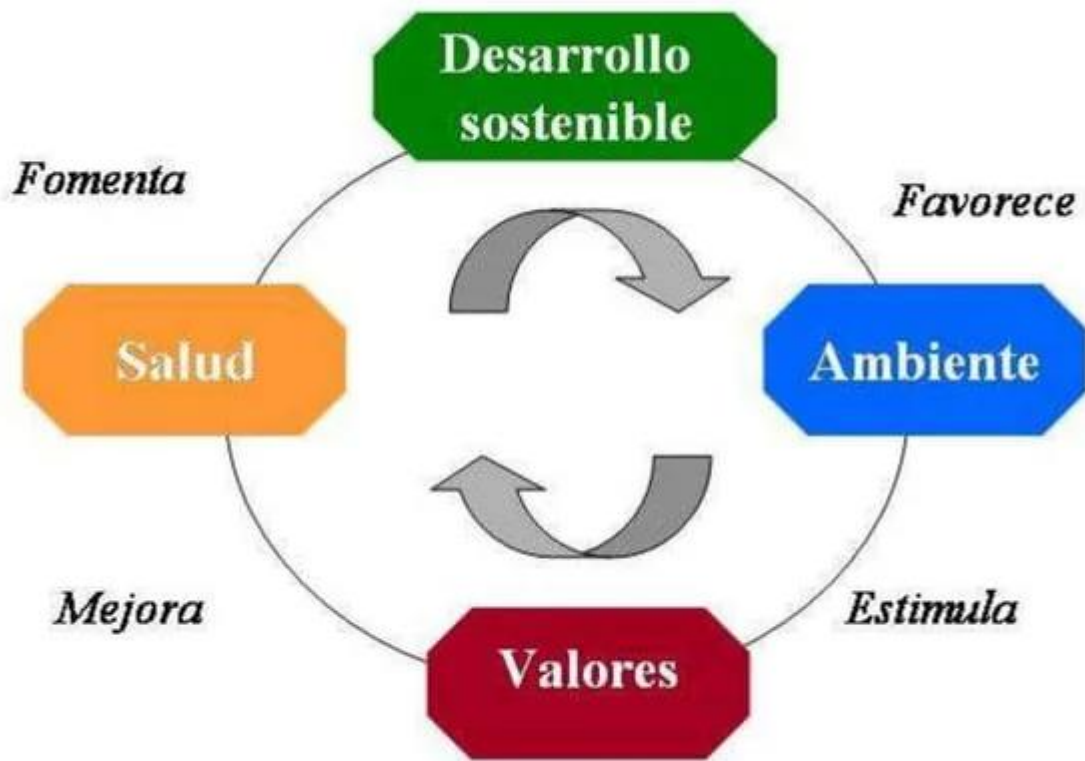 Desarrollo
sostenible
Fomenta
Favorece
Salud
Ambiente
Mejora
Estimula
Valores